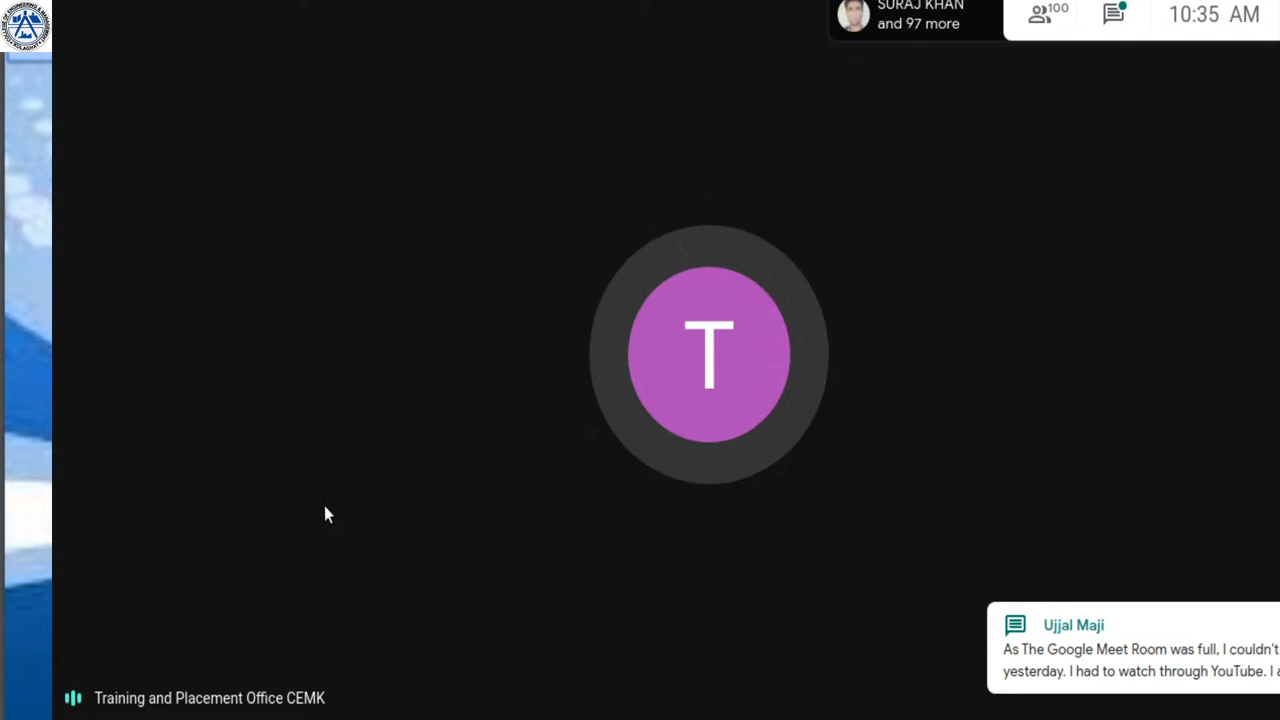 SURAJ KHAN
and 97 more
100
10:35 AM
T
Ujjal Maji
As The Google Meet Room was full, I couldn't
yesterday. I had to watch through YouTube. I
Training and Placement Office CEMK